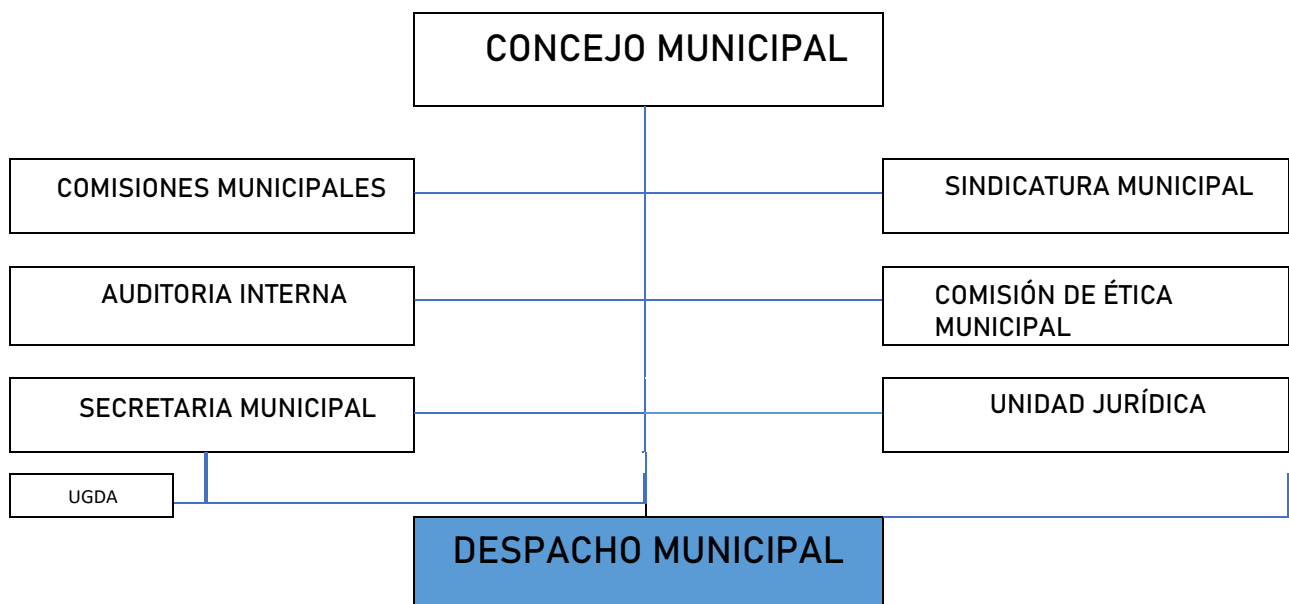 CONCEJO MUNICIPAL
COMISIONES MUNICIPALES
SINDICATURA MUNICIPAL
AUDITORIA INTERNA
COMISIÓN DE ÉTICA
MUNICIPAL
SECRETARIA MUNICIPAL
UNIDAD JURÍDICA
UGDA
DESPACHO MUNICIPAL